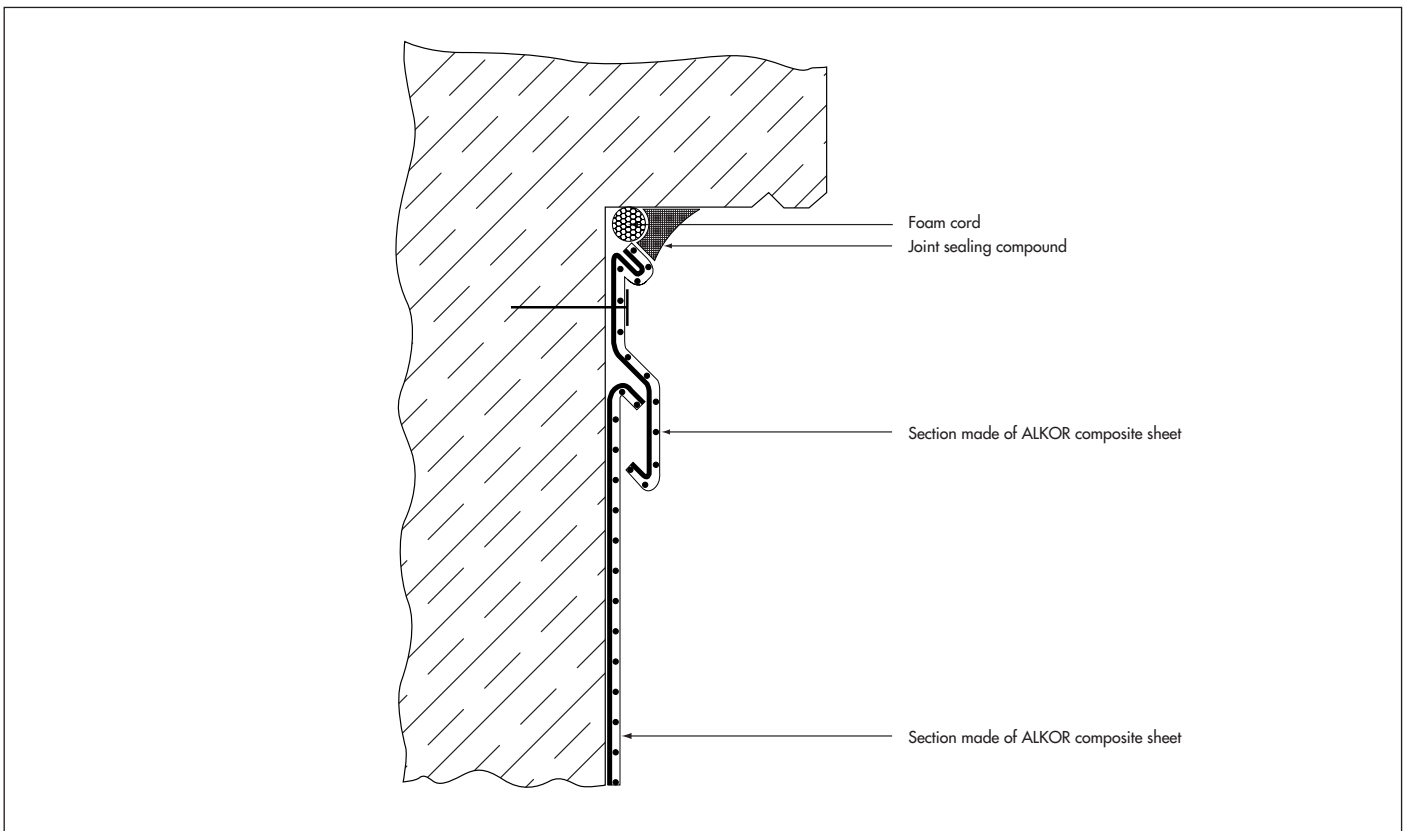 Foam cord
Joint sealing compound
Section made of ALKOR composite sheet
Section made of ALKOR composite sheet